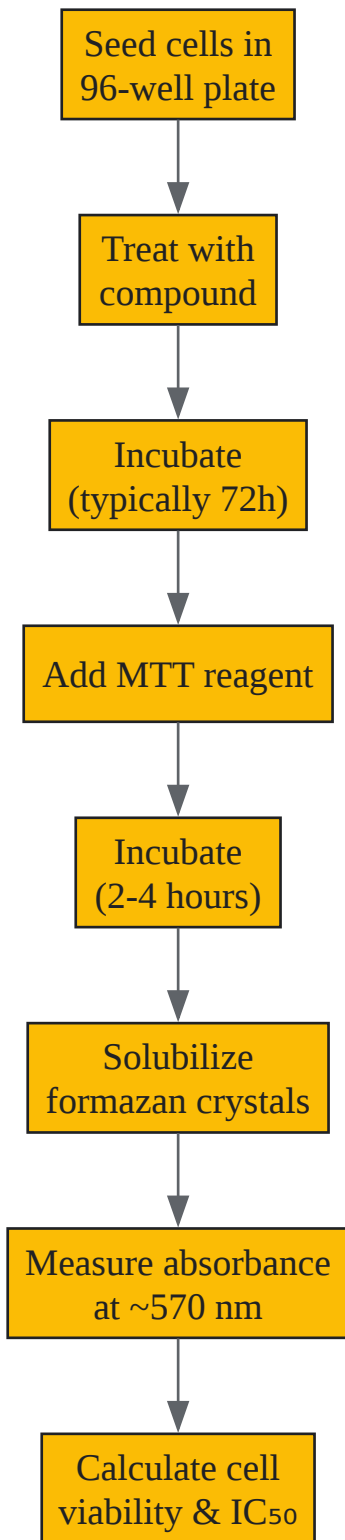 Seed cells in
96-well plate
Treat with
compound
Incubate
(typically 72h)
Add MTT reagent
Incubate
(2-4 hours)
Solubilize
formazan crystals
Measure absorbance
at ~570 nm
Calculate cell
viability & IC₅₀